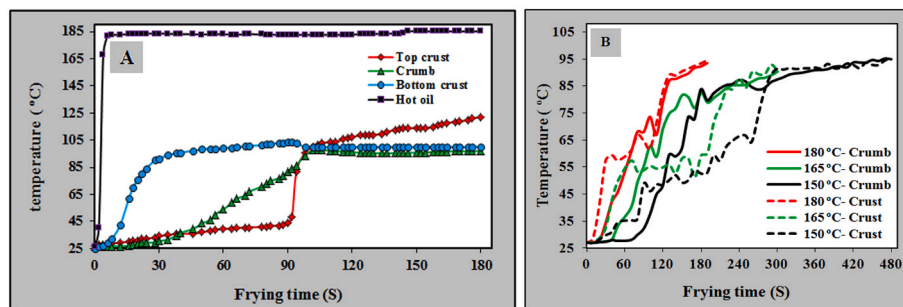 A
185
165
145
125
105
85
65
45
25
temperature ( °C)
0 30 60 90 120 150 180
Frying time (S)
Top crust
Crumb
Bottom crust
Hot oil
B
105
95
85
75
65
55
45
35
25
Temperature ( °C)
0 60 120 180 240 300 360 420 480
Frying time (S)
180 °C- Crumb
165 °C- Crumb
150 °C- Crumb
180 °C- Crust
165 °C- Crust
150 °C- Crust